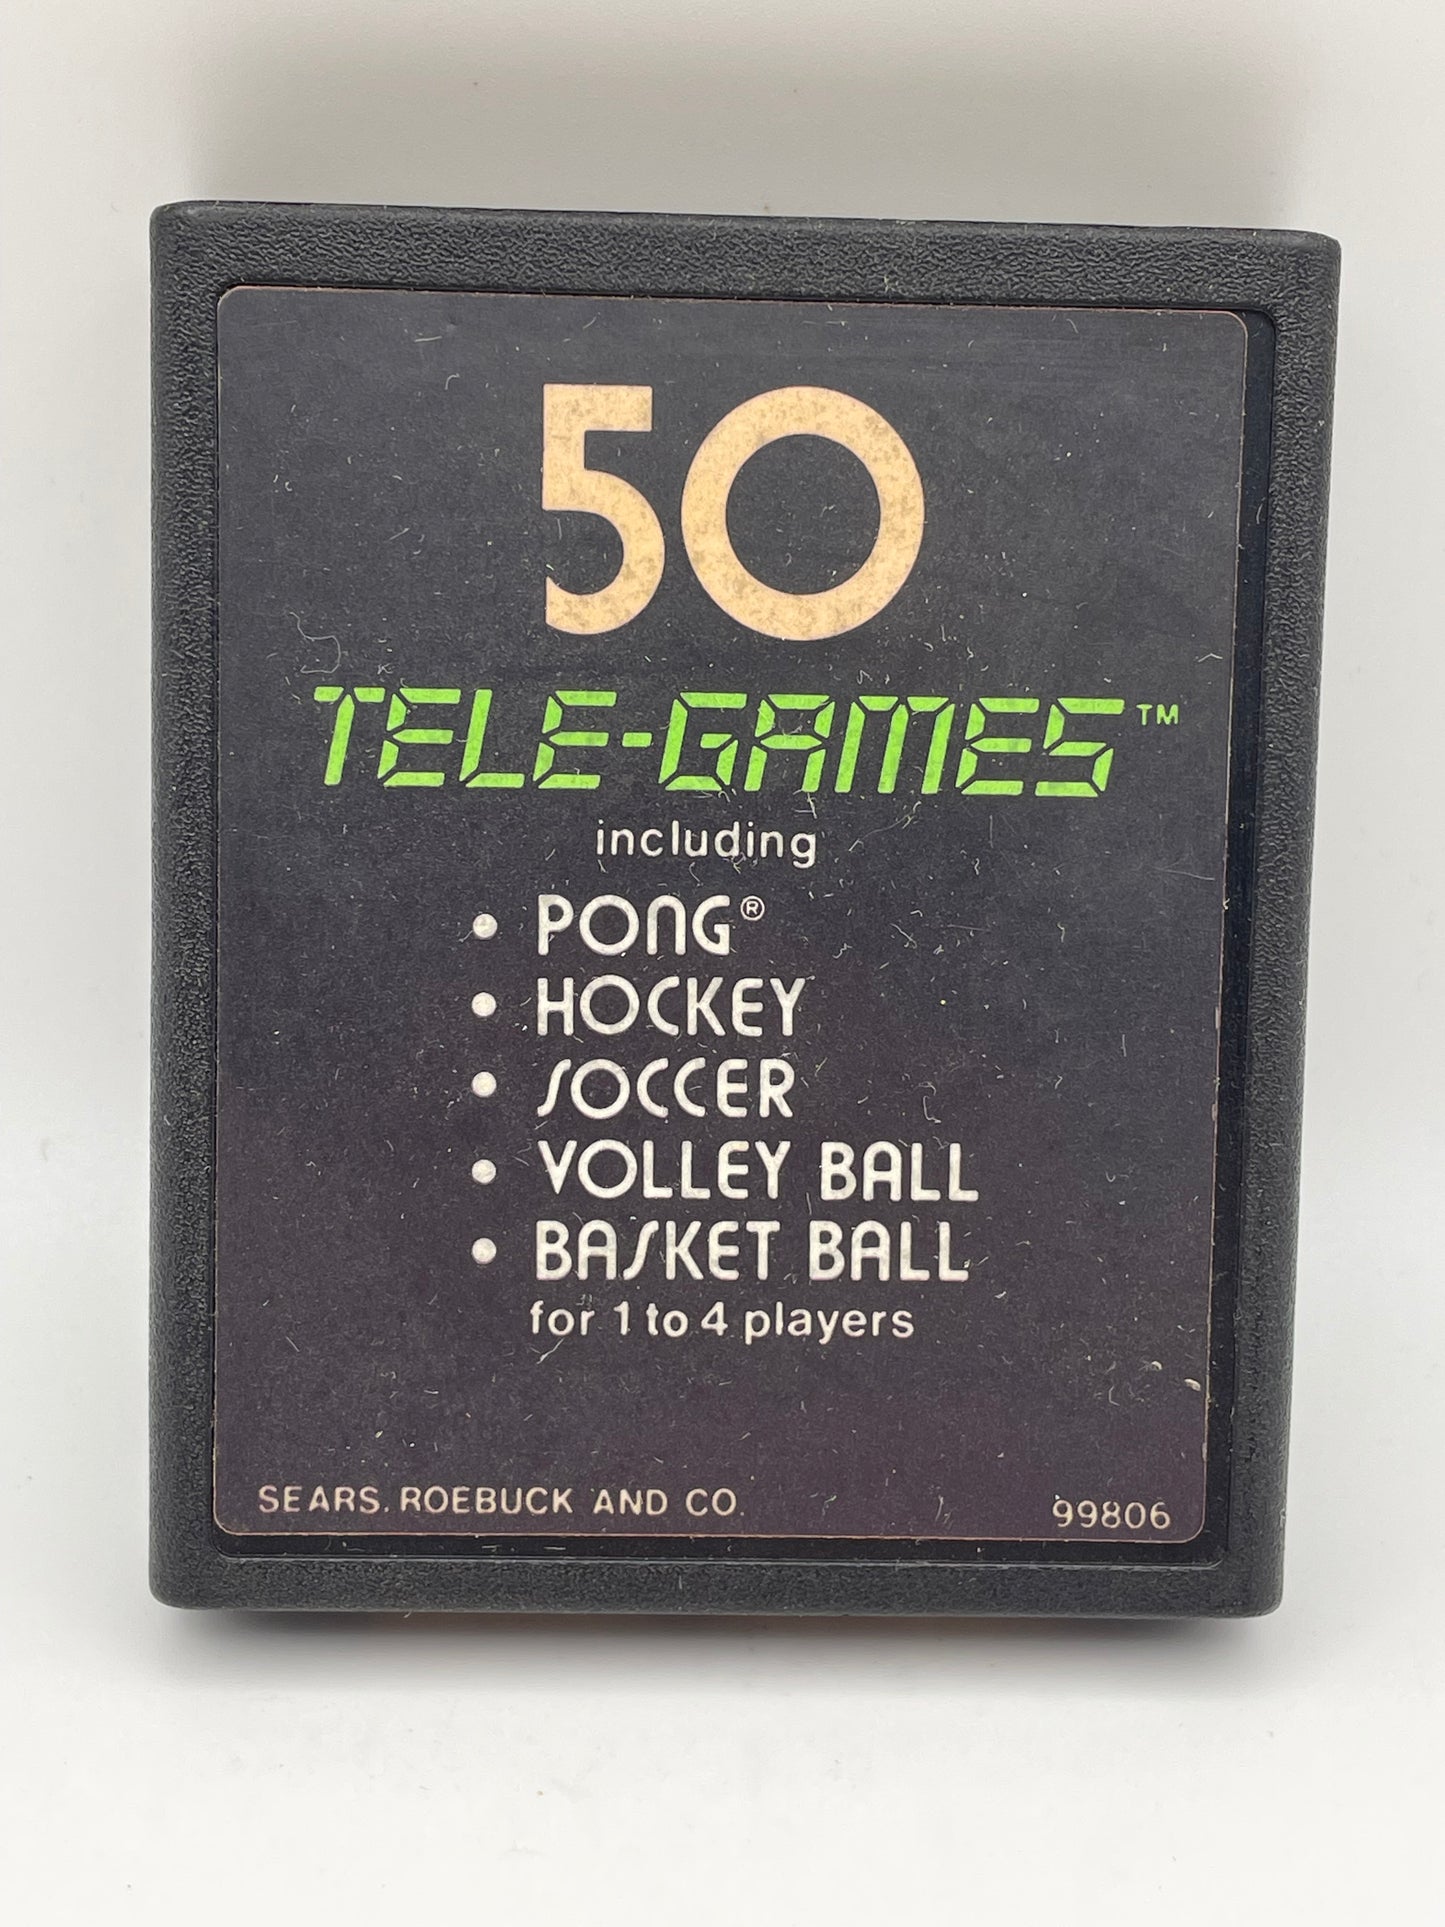 50
TELE-GAMES™
including
• PONG®
• HOCKEY
• SOCCER
• VOLLEY BALL
• BASKET BALL
for 1 to 4 players
SEARS, ROEBUCK AND CO. 99806